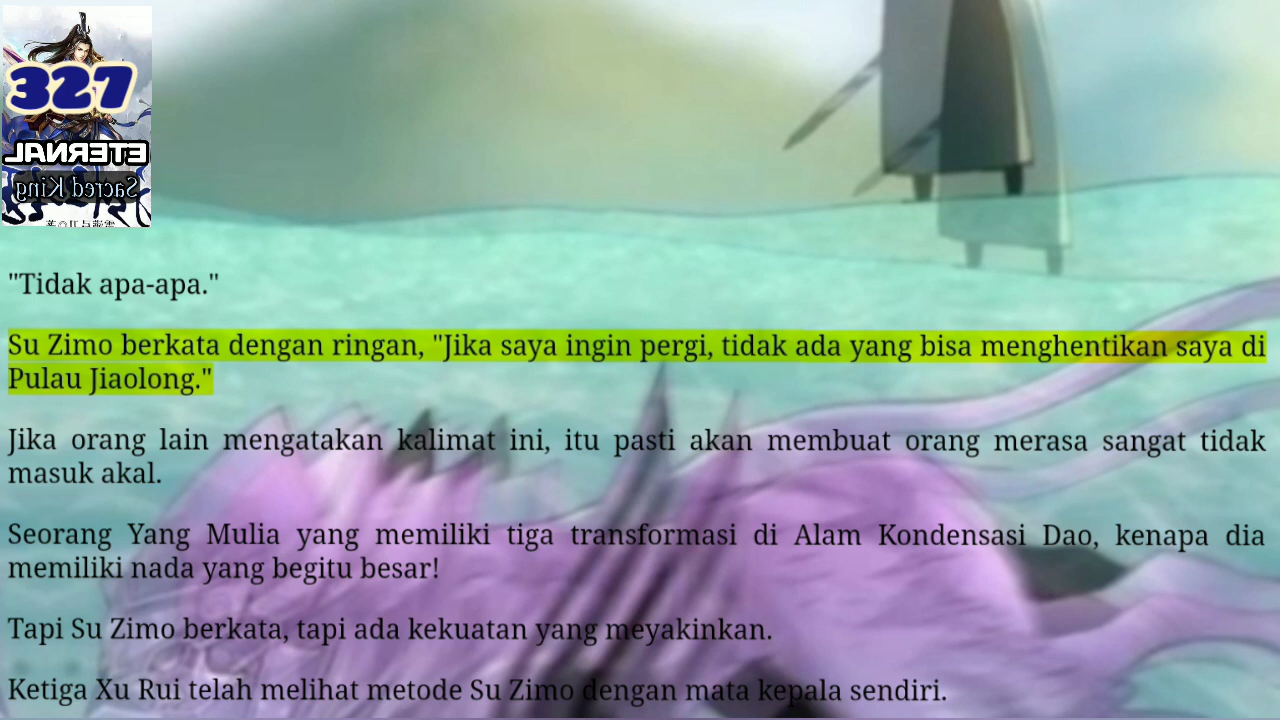 327
ETERNAL
Sacred King
"Tidak apa-apa."
Su Zimo berkata dengan ringan, "Jika saya ingin pergi, tidak ada yang bisa menghentikan saya di
Pulau Jiaolong."
Jika orang lain mengatakan kalimat ini, itu pasti akan membuat orang merasa sangat tidak
masuk akal.
Seorang Yang Mulia yang memiliki tiga transformasi di Alam Kondensasi Dao, kenapa dia
memiliki nada yang begitu besar!
Tapi Su Zimo berkata, tapi ada kekuatan yang meyakinkan.
Ketiga Xu Rui telah melihat metode Su Zimo dengan mata kepala sendiri.